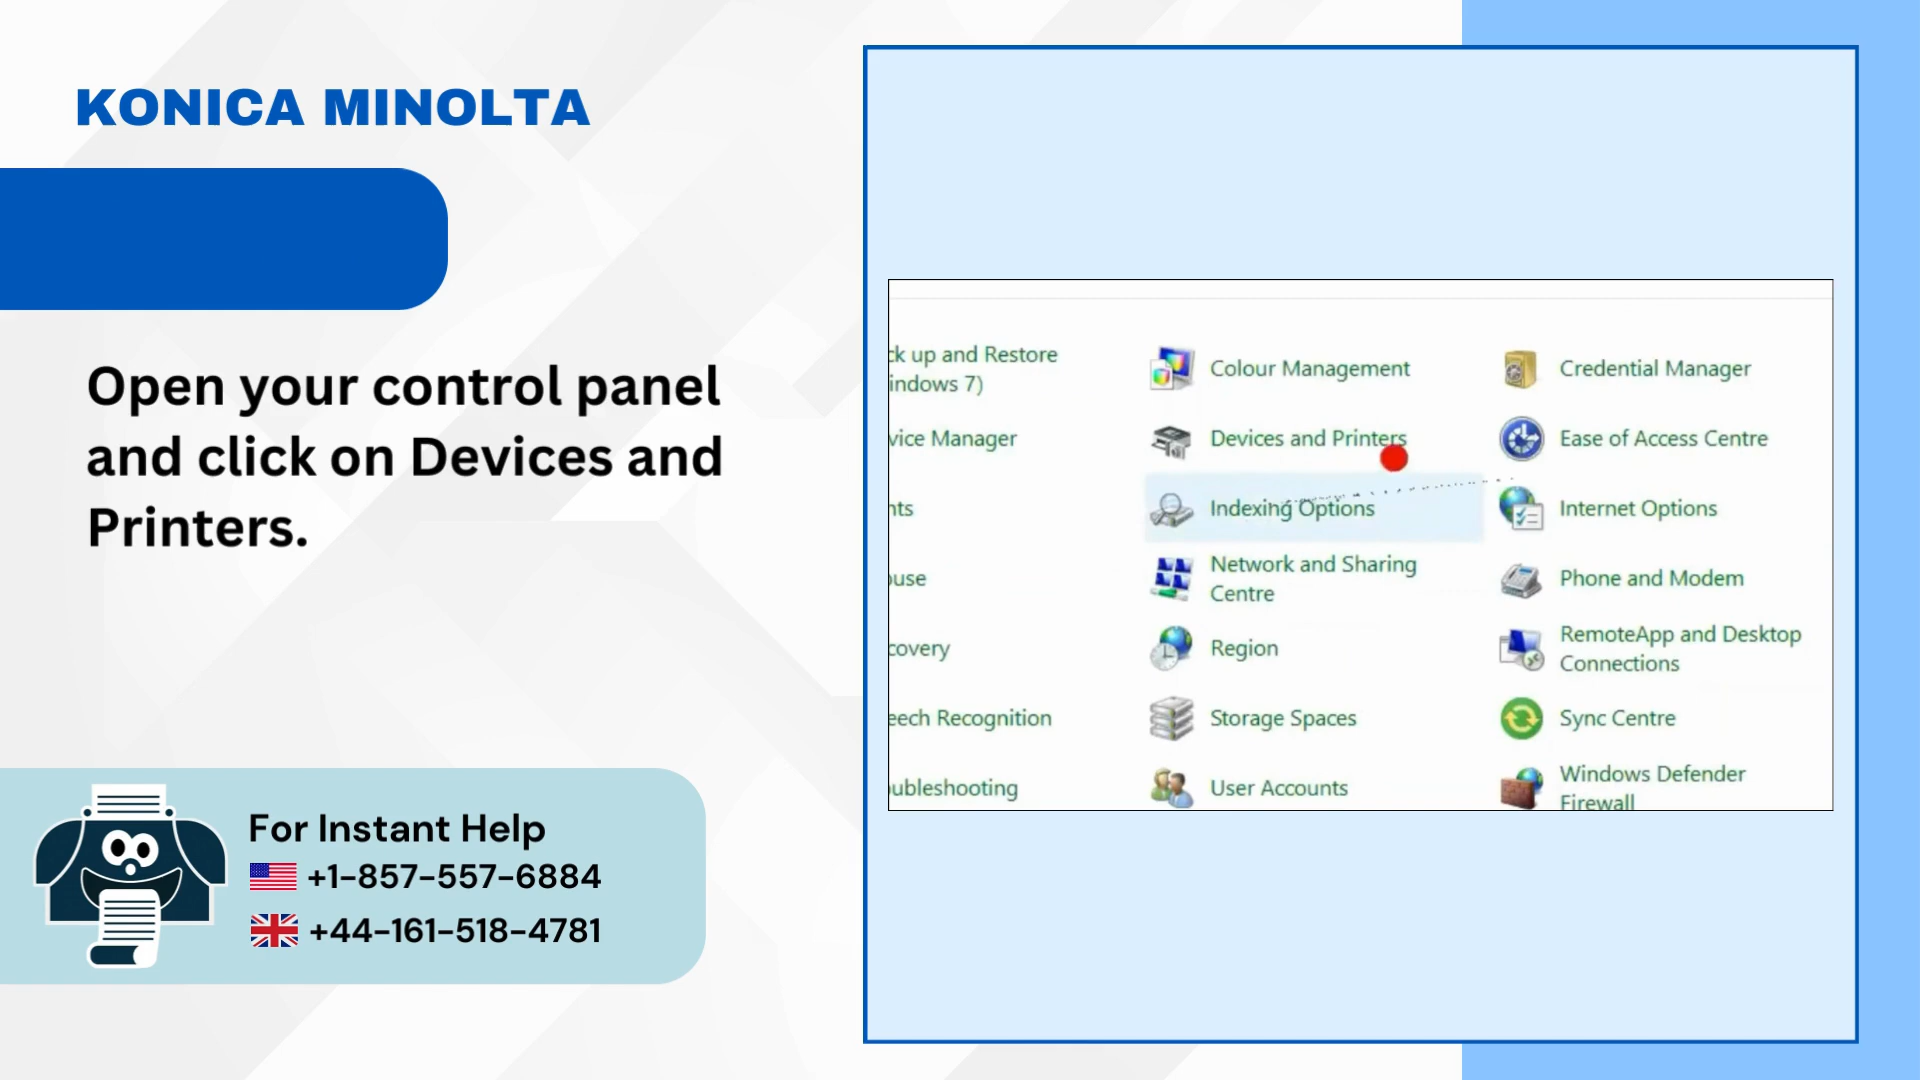 KONICA MINOLTA
Open your control panel
and click on Devices and
Printers.
For Instant Help
+1-857-557-6884
+44-161-518-4781
ck up and Restore
indows 7)
vice Manager
nts
ouse
covery
eech Recognition
oubleshooting
Colour Management
Devices and Printers
Indexing Options
Network and Sharing
Centre
Region
Storage Spaces
User Accounts
Credential Manager
Ease of Access Centre
Internet Options
Phone and Modem
RemoteApp and Desktop
Connections
Sync Centre
Windows Defender
Firewall